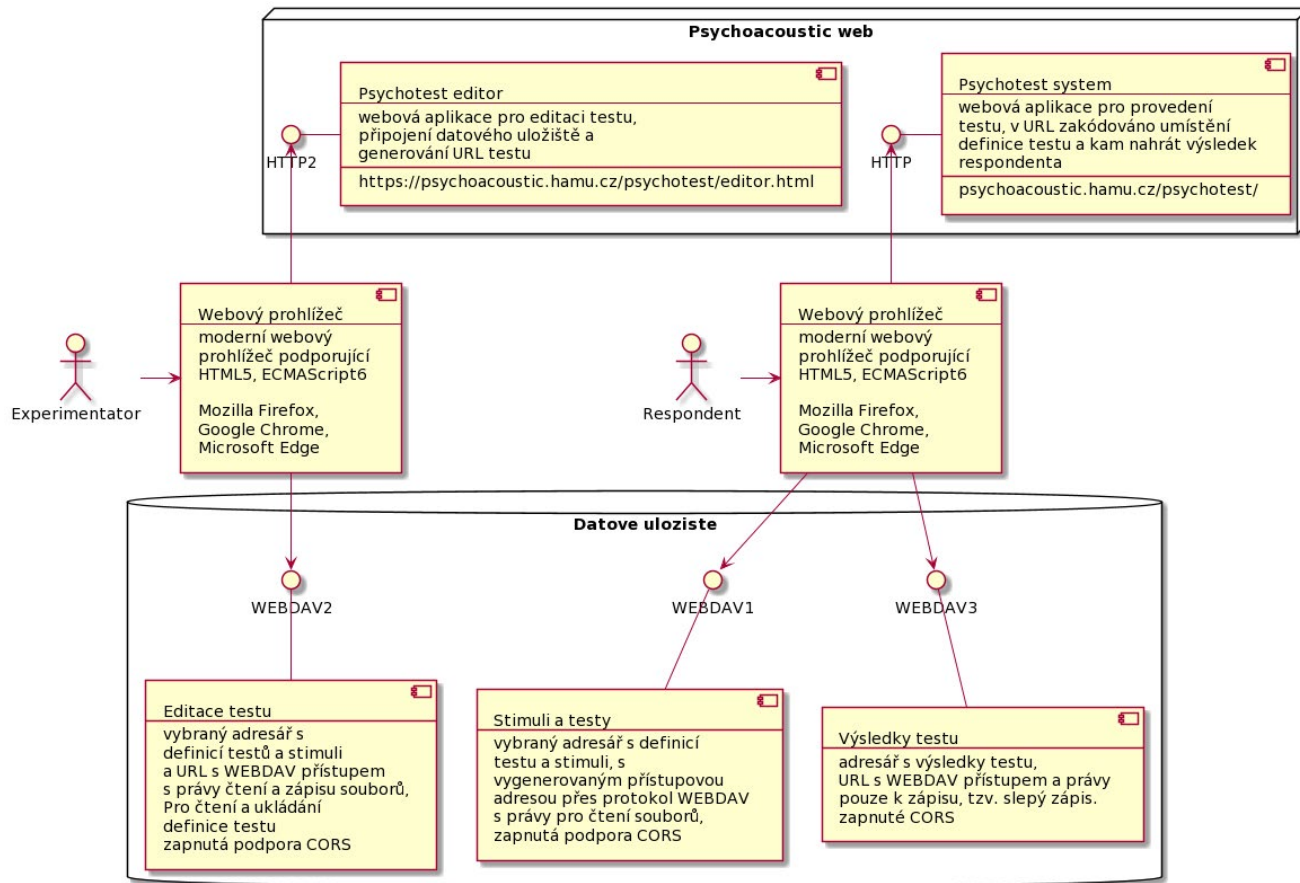 Psychoacoustic web
Psychotest editor
webová aplikace pro editaci testu,
připojení datového uložiště a
generování URL testu
https://psychoacoustic.hamu.cz/psychotest/editor.html
HTTP2
Psychotest system
webová aplikace pro provedení
testu, v URL zakódováno umístění
definice testu a kam nahrát výsledek
respondenta
psychoacoustic.hamu.cz/psychotest/
HTTP
Experimentator
Webový prohlížeč
moderní webový
prohlížeč podporující
HTML5, ECMAScript6
Mozilla Firefox,
Google Chrome,
Microsoft Edge
Respondent
Webový prohlížeč
moderní webový
prohlížeč podporující
HTML5, ECMAScript6
Mozilla Firefox,
Google Chrome,
Microsoft Edge
Datove uloziste
WEBDAV2
WEBDAV1
WEBDAV3
Editace testu
vybraný adresář s
definicí testů a stimuli
a URL s WEBDAV přístupem
s právy čtení a zápisu souborů,
Pro čtení a ukládání
definice testu
zapnutá podpora CORS
Stimuli a testy
vybraný adresář s definicí
testu a stimuli, s
vygenerovaným přístupovou
adresou přes protokol WEBDAV
s právy pro čtení souborů,
zapnutá podpora CORS
Výsledky testu
adresář s výsledky testu,
URL s WEBDAV přístupem a právy
pouze k zápisu, tzv. slepý zápis.
zapnuté CORS